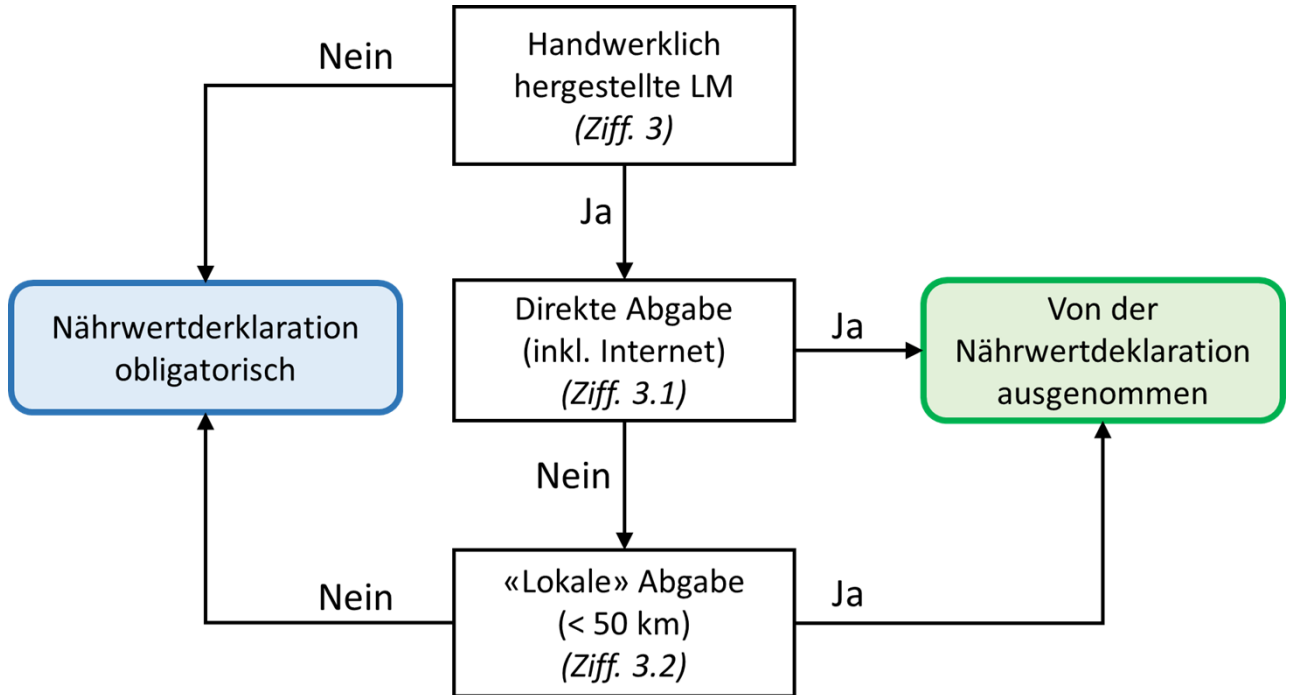 Handwerklich
hergestellte LM
(Ziff. 3)
Nein
Ja
Nährwertderklaration
obligatorisch
Direkte Abgabe
(inkl. Internet)
(Ziff. 3.1)
Ja
Von der
Nährwertdeklaration
ausgenommen
Nein
«Lokale» Abgabe
(< 50 km)
(Ziff. 3.2)
Nein
Ja